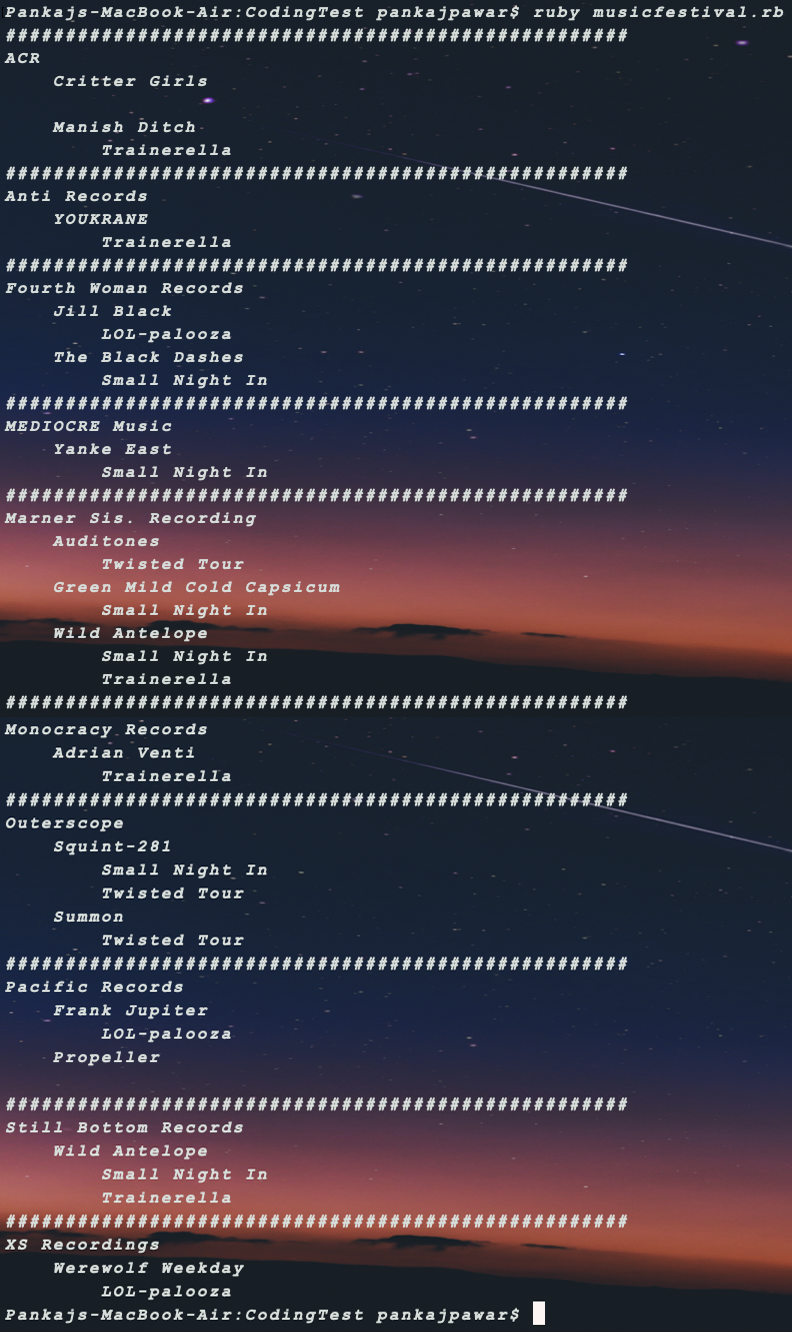 Pankajs-MacBook-Air:CodingTest pankajpawar$ ruby musicfestival.rb
####################################################
ACR
    Critter Girls

    Manish Ditch
        Trainerella
####################################################
Anti Records
    YOUKRANE
        Trainerella
####################################################
Fourth Woman Records
    Jill Black
        LOL-palooza
    The Black Dashes
        Small Night In
####################################################
MEDIOCRE Music
    Yanke East
        Small Night In
####################################################
Marner Sis. Recording
    Auditones
        Twisted Tour
    Green Mild Cold Capsicum
        Small Night In
    Wild Antelope
        Small Night In
        Trainerella
####################################################
Monocracy Records
    Adrian Venti
        Trainerella
####################################################
Outerscope
    Squint-281
        Small Night In
        Twisted Tour
    Summon
        Twisted Tour
####################################################
Pacific Records
    Frank Jupiter
        LOL-palooza
    Propeller

####################################################
Still Bottom Records
    Wild Antelope
        Small Night In
        Trainerella
####################################################
XS Recordings
    Werewolf Weekday
        LOL-palooza
Pankajs-MacBook-Air:CodingTest pankajpawar$